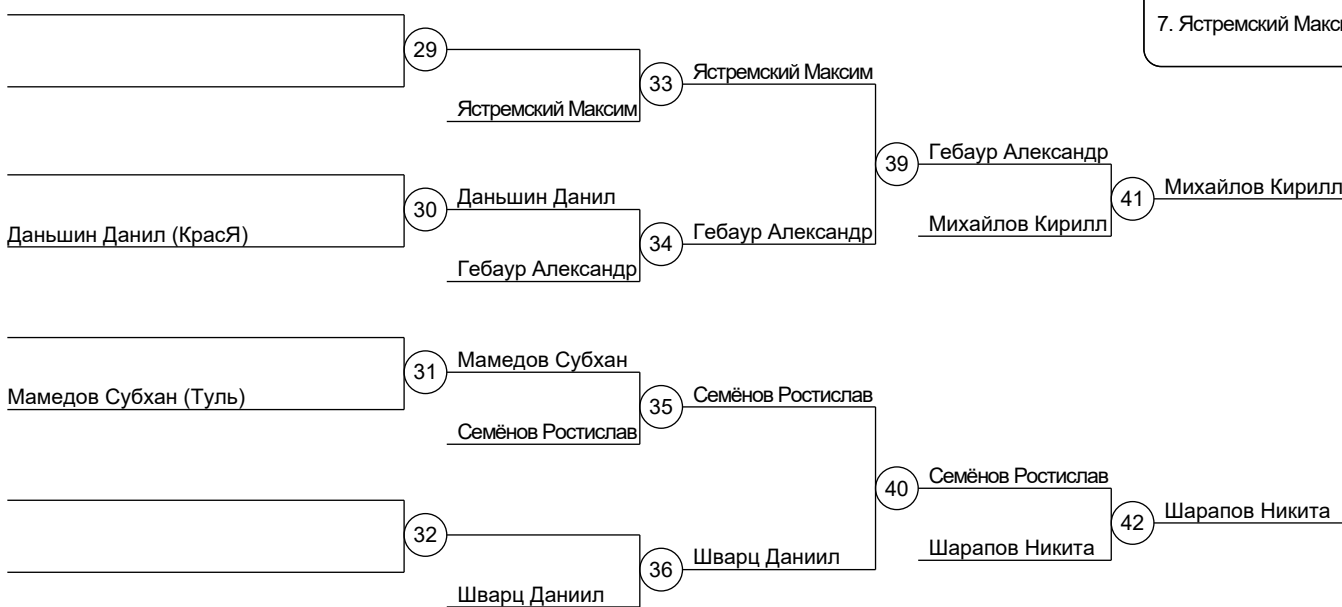 7. Ястремский
29
Ястремский Максим
33
Ястремский Максим
39
Гебаур Александр
Михайлов Кирилл
41
Михайлов Кирилл
Даньшин Данил (КрасЯ)
30
Даньшин Данил
Гебаур Александр
34
Гебаур Александр
Мамедов Субхан (Туль)
31
Мамедов Субхан
Семёнов Ростислав
35
Семёнов Ростислав
40
Семёнов Ростислав
Шарапов Никита
42
Шарапов Никита
32
Шварц Даниил
36
Шварц Даниил